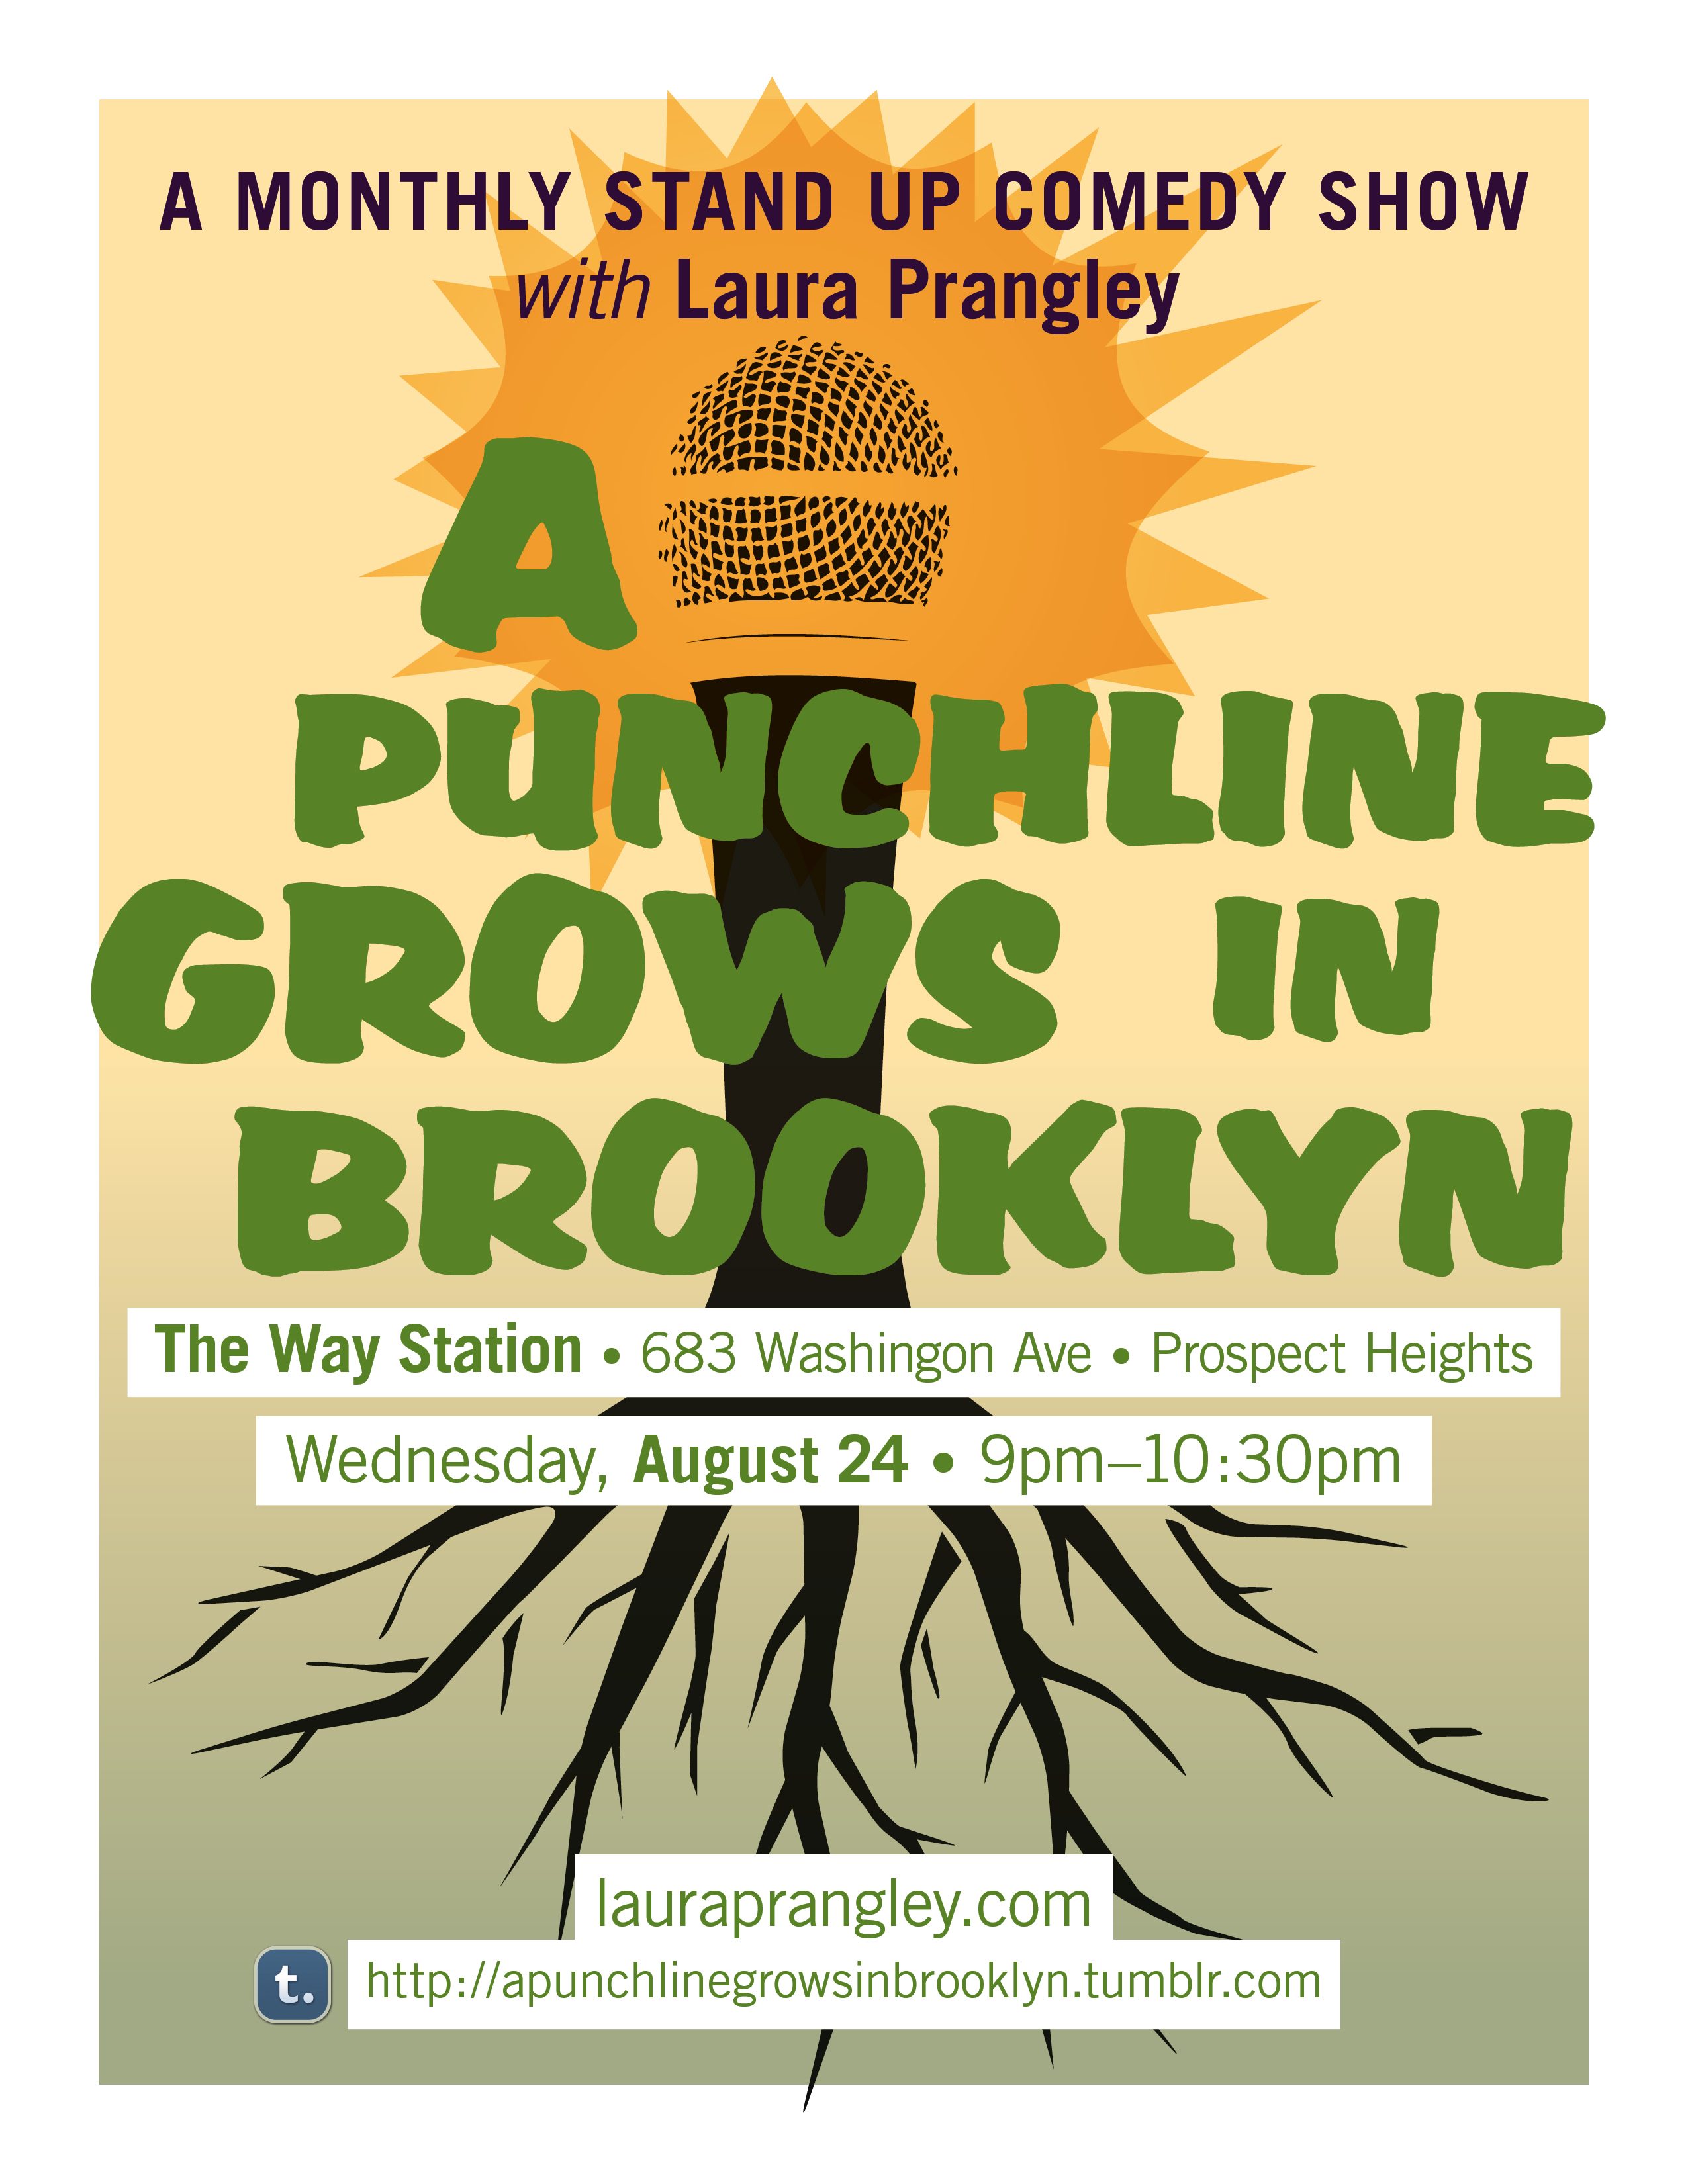 A MONTHLY STAND UP COMEDY SHOW
with Laura Prangley
A
PUNCHLINE
GROWS IN
BROOKLYN
The Way Station • 683 Washingon Ave • Prospect Heights
Wednesday, August 24 • 9pm–10:30pm
lauraprangley.com
t. http://apunchlinegrowsinbrooklyn.tumblr.com